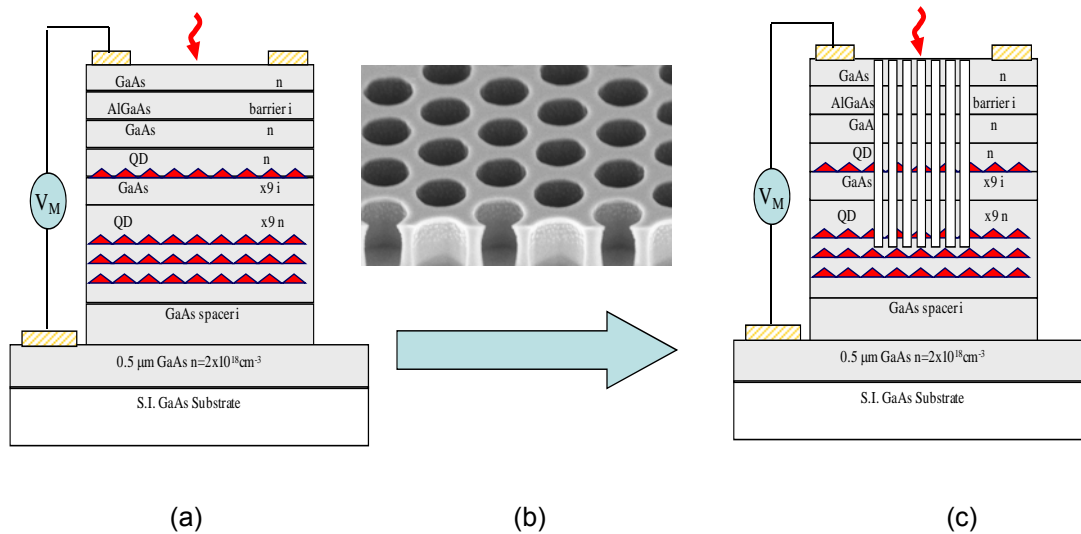 GaAs n
AlGaAs barrier i
GaAs n
QD n
GaAs x9 i
QD x9 n
GaAs spacer i
0.5 μm GaAs n=2x10¹⁸cm⁻³
S.I. GaAs Substrate
V_M
(a)
(b)
GaAs n
AlGaAs barrier i
GaA n
QD n
GaAs x9 i
QD x9 n
GaAs spacer i
0.5 μm GaAs n=2x10¹⁸cm⁻³
S.I. GaAs Substrate
V_M
(c)